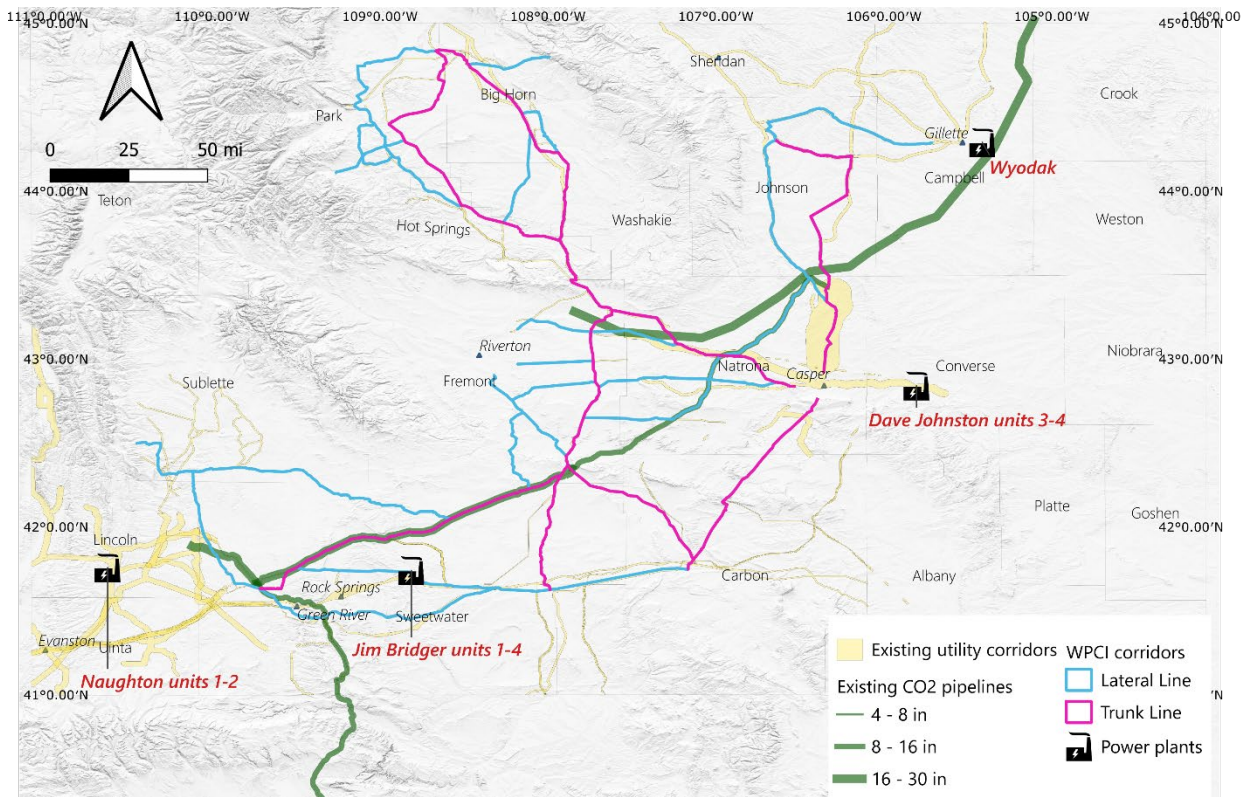 111°0.00'W 110°0.00'W 109°0.00'W 108°0.00'W 107°0.00'W 106°0.00'W 105°0.00'W 104°0.00
45°0.00'N 45°0.00'N
Sheridan
Big Horn
Crook
Park
0 25 50 mi
Gillette
Wyodak
44°0.00'N 44°0.00'N
Teton
Johnson
Campbell
Weston
Washakie
Hot Springs
Riverton
43°0.00'N 43°0.00'N
Niobrara
Natrona
Casper
Converse
Fremont
Sublette
Dave Johnston units 3-4
Platte
Goshen
42°0.00'N 42°0.00'N
Lincoln
Rock Springs
Carbon
Albany
Green River
Sweetwater
Evanston
Uinta
Jim Bridger units 1-4
Naughton units 1-2
41°0.00'N
Existing utility corridors
Existing CO2 pipelines
4 - 8 in
8 - 16 in
16 - 30 in
WPCI corridors
Lateral Line
Trunk Line
Power plants